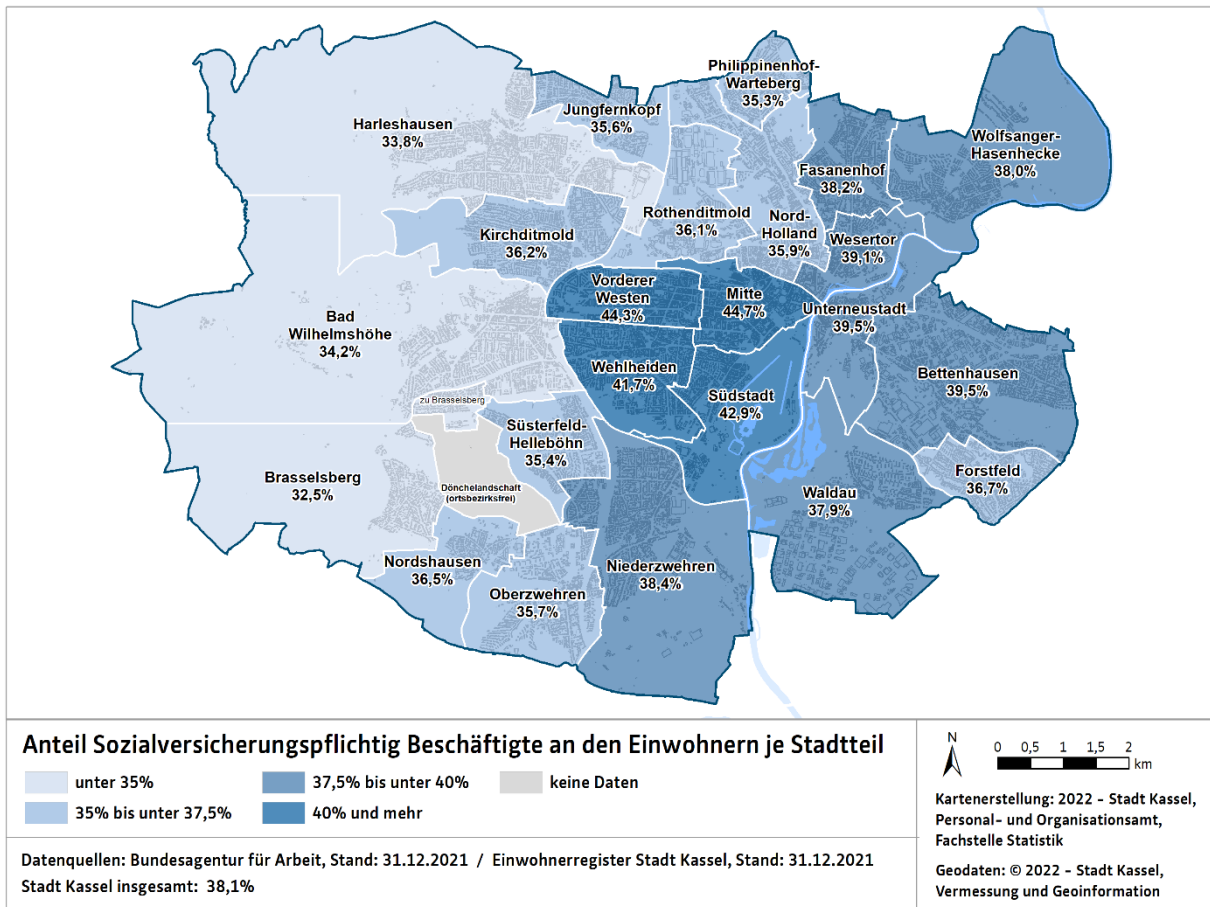 Philippinenhof-
Warteberg
35,3%
Jungfernkopf
35,6%
Harleshausen
33,8%
Wolfsanger-
Hasenhecke
38,0%
Fasanenhof
38,2%
Rothenditmold
36,1%
Nord-
Holland
35,9%
Kirchditmold
36,2%
Wesertor
39,1%
Vorderer
Westen
44,3%
Mitte
44,7%
Unterneustadt
39,5%
Bad
Wilhelmshöhe
34,2%
Wehlheiden
41,7%
Bettenhausen
39,5%
Südstadt
42,9%
zu Brasselsberg
Süsterfeld-
Helleböhn
35,4%
Brasselsberg
32,5%
Dönchelandschaft
(ortsbezirksfrei)
Forstfeld
36,7%
Waldau
37,9%
Nordshausen
36,5%
Niederzwehren
38,4%
Oberzwehren
35,7%
Anteil Sozialversicherungspflichtig Beschäftigte an den Einwohnern je Stadtteil
unter 35%
37,5% bis unter 40%
keine Daten
35% bis unter 37,5%
40% und mehr
Datenquellen: Bundesagentur für Arbeit, Stand: 31.12.2021 / Einwohnerregister Stadt Kassel, Stand: 31.12.2021
Stadt Kassel insgesamt: 38,1%
N
0 0,5 1 1,5 2
km
Kartenerstellung: 2022 - Stadt Kassel,
Personal- und Organisationsamt,
Fachstelle Statistik
Geodaten: © 2022 - Stadt Kassel,
Vermessung und Geoinformation